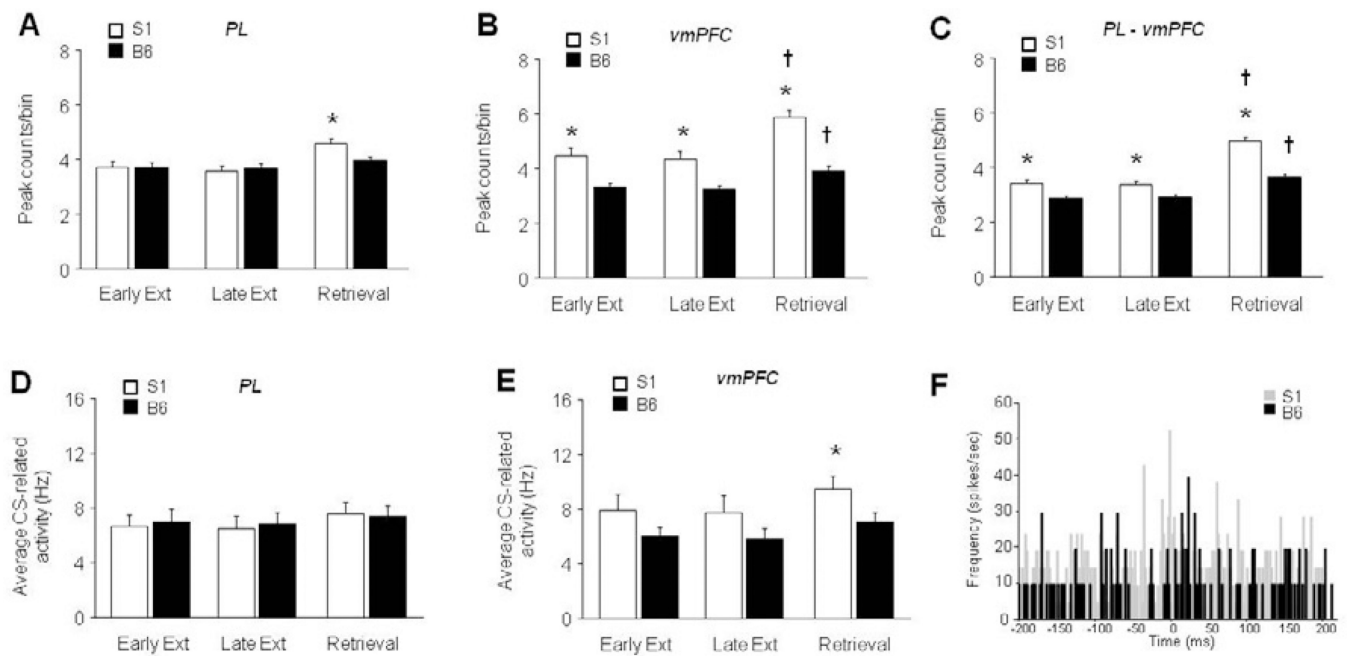 A
PL
S1
B6
Peak counts/bin
8
6
4
2
0
*
Early Ext
Late Ext
Retrieval
B
vmPFC
S1
B6
Peak counts/bin
8
6
4
2
0
*
*
†
*
†
Early Ext
Late Ext
Retrieval
C
PL - vmPFC
S1
B6
Peak counts/bin
8
6
4
2
0
*
*
†
*
†
Early Ext
Late Ext
Retrieval
D
PL
S1
B6
Average CS-related
activity (Hz)
16
12
8
4
0
Early Ext
Late Ext
Retrieval
E
vmPFC
S1
B6
Average CS-related
activity (Hz)
16
12
8
4
0
*
Early Ext
Late Ext
Retrieval
F
S1
B6
Frequency (spikes/sec)
60
50
40
30
20
10
0
-200 -150 -100 -50 0 50 100 150 200
Time (ms)